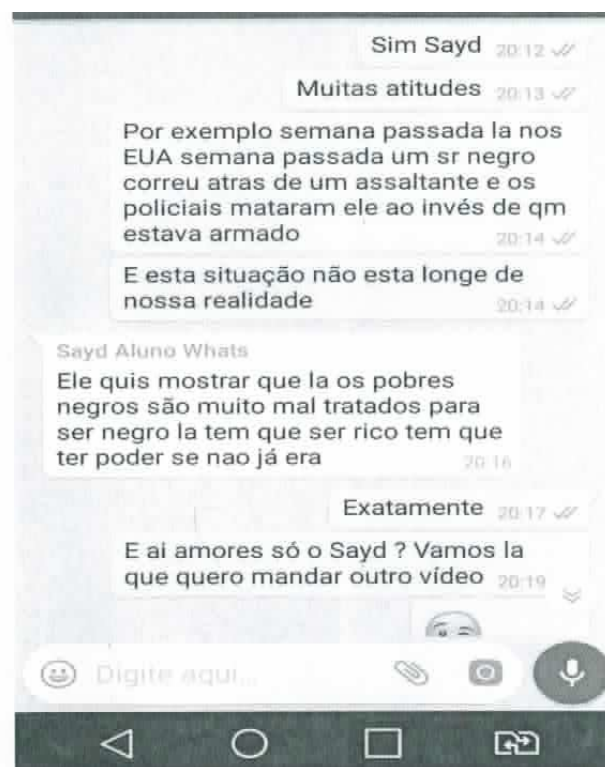 Sim Sayd 20:12
Muitas atitudes 20:13
Por exemplo semana passada la nos
EUA semana passada um sr negro
correu atras de um assaltante e os
policiais mataram ele ao invés de qm
estava armado 20:14
E esta situação não esta longe de
nossa realidade 20:14
Sayd Aluno Whats
Ele quis mostrar que la os pobres
negros são muito mal tratados para
ser negro la tem que ser rico tem que
ter poder se nao já era 20:16
Exatamente 20:17
E ai amores só o Sayd ? Vamos la
que quero mandar outro vídeo 20:19
Digite aqui...